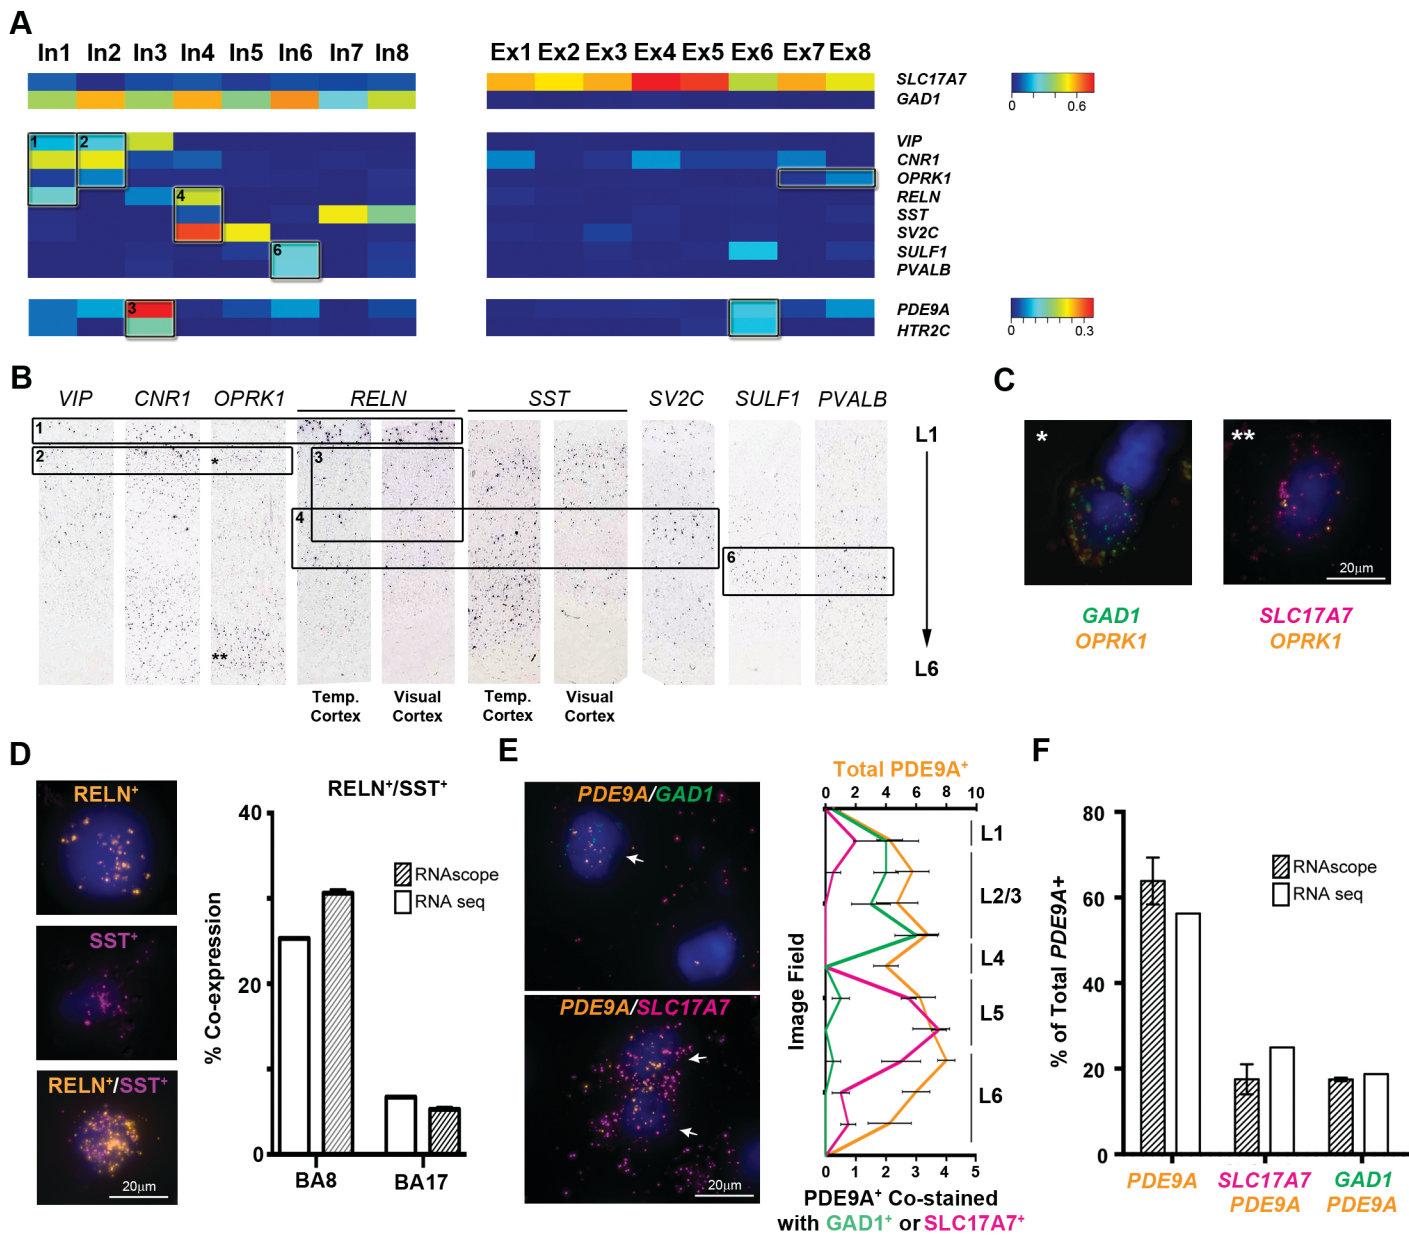 A
In1 In2 In3 In4 In5 In6 In7 In8
Ex1 Ex2 Ex3 Ex4 Ex5 Ex6 Ex7 Ex8
SLC17A7
GAD1
0 0.6
1 2
VIP
CNR1
OPRK1
4
RELN
SST
SV2C
6
SULF1
PVALB
3
PDE9A
HTR2C
0 0.3
B
VIP CNR1 OPRK1 RELN SST SV2C SULF1 PVALB
1
2
*
3
4
6
**
L1
L6
Temp. Cortex
Visual Cortex
Temp. Cortex
Visual Cortex
C
*
**
20µm
GAD1
OPRK1
SLC17A7
OPRK1
D
RELN+
SST+
RELN+/SST+
20µm
RELN+/SST+
RNAscope
RNA seq
% Co-expression
40
20
0
BA8 BA17
E
PDE9A/GAD1
PDE9A/SLC17A7
20µm
Total PDE9A+
0 2 4 6 8 10
Image Field
L1
L2/3
L4
L5
L6
0 1 2 3 4 5
PDE9A+ Co-stained
with GAD1+ or SLC17A7+
F
% of Total PDE9A+
80
60
40
20
0
RNAscope
RNA seq
PDE9A
SLC17A7
PDE9A
GAD1
PDE9A